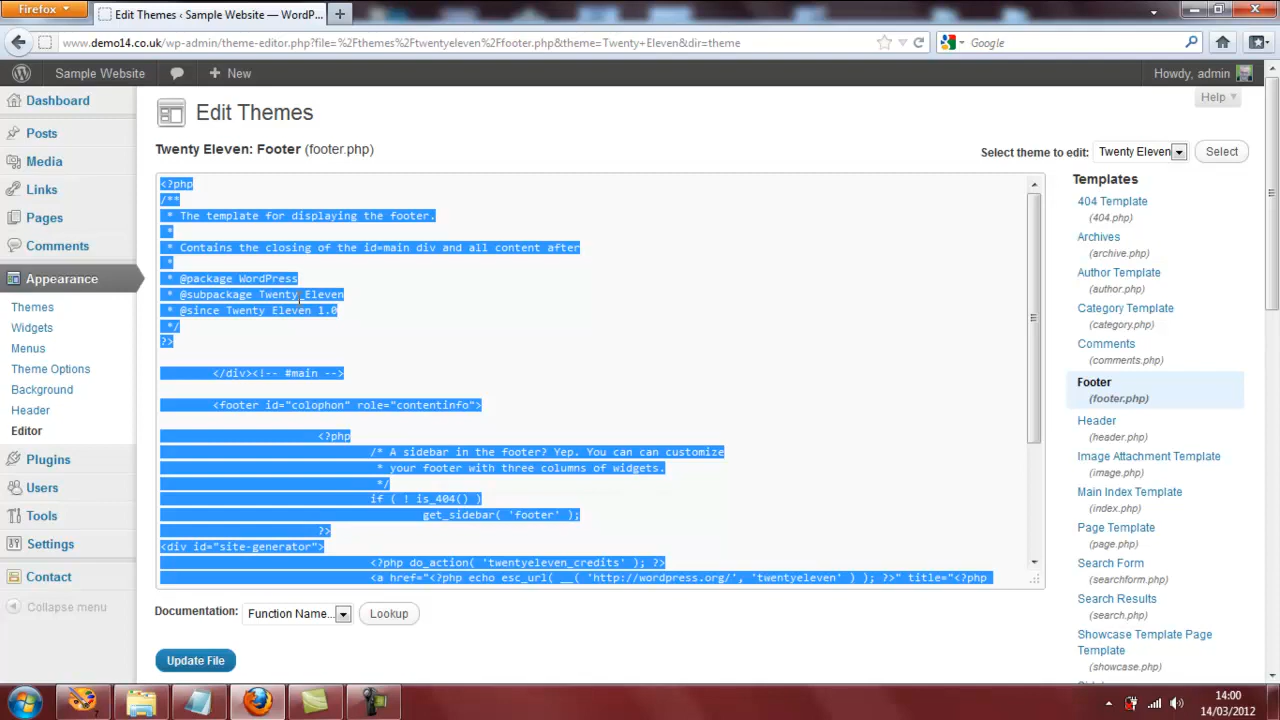 Firefox
Edit Themes ‹ Sample Website — WordP...
www.demo14.co.uk/wp-admin/theme-editor.php?file=%2Fthemes%2Ftwentyeleven%2Ffooter.php&theme=Twenty+Eleven&dir=theme
Google
Sample Website
+ New
Howdy, admin
Help
Dashboard
Posts
Media
Links
Pages
Comments
Appearance
Themes
Widgets
Menus
Theme Options
Background
Header
Editor
Plugins
Users
Tools
Settings
Contact
Collapse menu
Edit Themes
Twenty Eleven: Footer (footer.php)
Select theme to edit: Twenty Eleven Select
<?php
/**
 * The template for displaying the footer.
 *
 * Contains the closing of the id=main div and all content after
 *
 * @package WordPress
 * @subpackage Twenty_Eleven
 * @since Twenty Eleven 1.0
 */
?>
</div><!-- #main -->
<footer id="colophon" role="contentinfo">
<?php
/* A sidebar in the footer? Yep. You can can customize
 * your footer with three columns of widgets.
 */
if ( ! is_404() )
get_sidebar( 'footer' );
?>
<div id="site-generator">
<?php do_action( 'twentyeleven_credits' ); ?>
<a href="<?php echo esc_url( __( 'http://wordpress.org/', 'twentyeleven' ) ); ?>" title="<?php
Documentation: Function Name... Lookup
Update File
Templates
404 Template
(404.php)
Archives
(archive.php)
Author Template
(author.php)
Category Template
(category.php)
Comments
(comments.php)
Footer
(footer.php)
Header
(header.php)
Image Attachment Template
(image.php)
Main Index Template
(index.php)
Page Template
(page.php)
Search Form
(searchform.php)
Search Results
(search.php)
Showcase Template Page
Template
(showcase.php)
14:00
14/03/2012